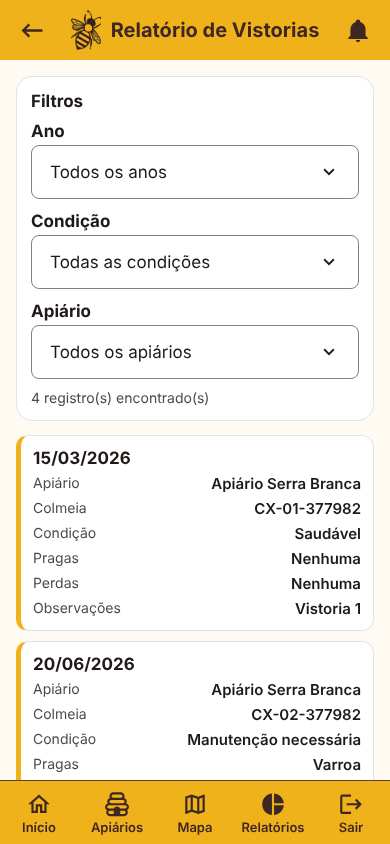 Relatório de Vistorias
Filtros
Ano
Todos os anos
Condição
Todas as condições
Apiário
Todos os apiários
4 registro(s) encontrado(s)
15/03/2026
Apiário Apiário Serra Branca
Colmeia CX-01-377982
Condição Saudável
Pragas Nenhuma
Perdas Nenhuma
Observações Vistoria 1
20/06/2026
Apiário Apiário Serra Branca
Colmeia CX-02-377982
Condição Manutenção necessária
Pragas Varroa
Início Apiários Mapa Relatórios Sair